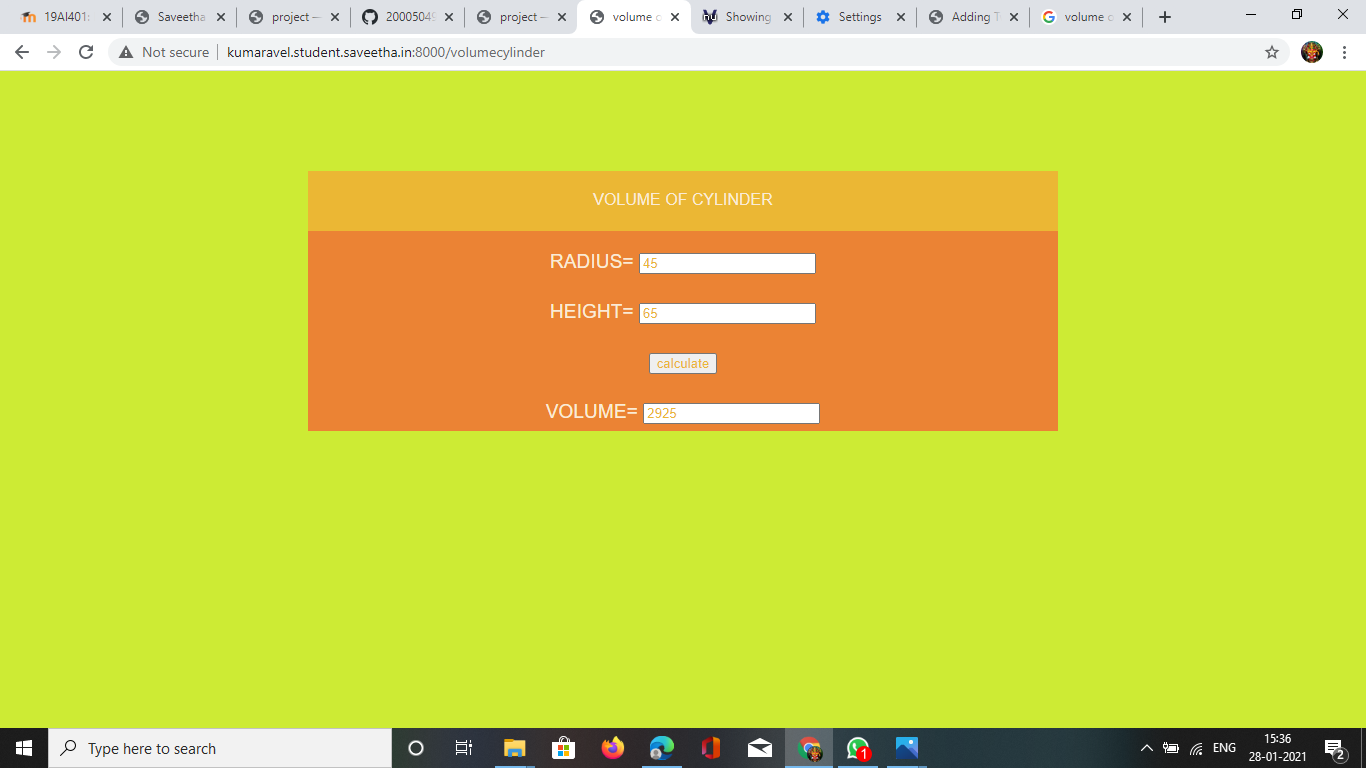 19AI401:
Saveetha
project —
20005049
project —
volume c
Showing
Settings
Adding T
volume c
Not secure
kumaravel.student.saveetha.in:8000/volumecylinder
VOLUME OF CYLINDER
RADIUS= 45
HEIGHT= 65
calculate
VOLUME= 2925
Type here to search
1
ENG
15:36
28-01-2021
2